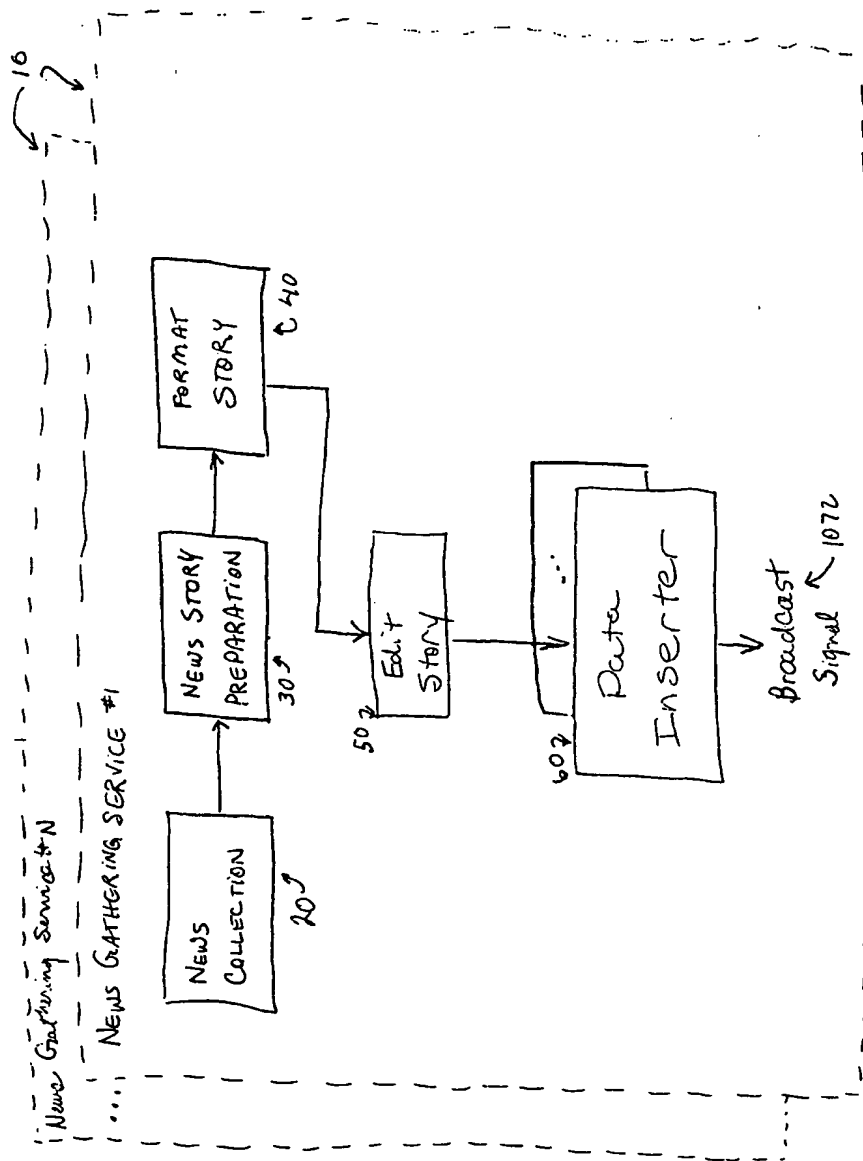 News Gathering Service #N
10
NEWS GATHERING SERVICE #1
NEWS
COLLECTION
20
NEWS STORY
PREPARATION
30
FORMAT
STORY
40
50
Edit
Story
60
...
Data
Inserter
Broadcast
Signal
1072